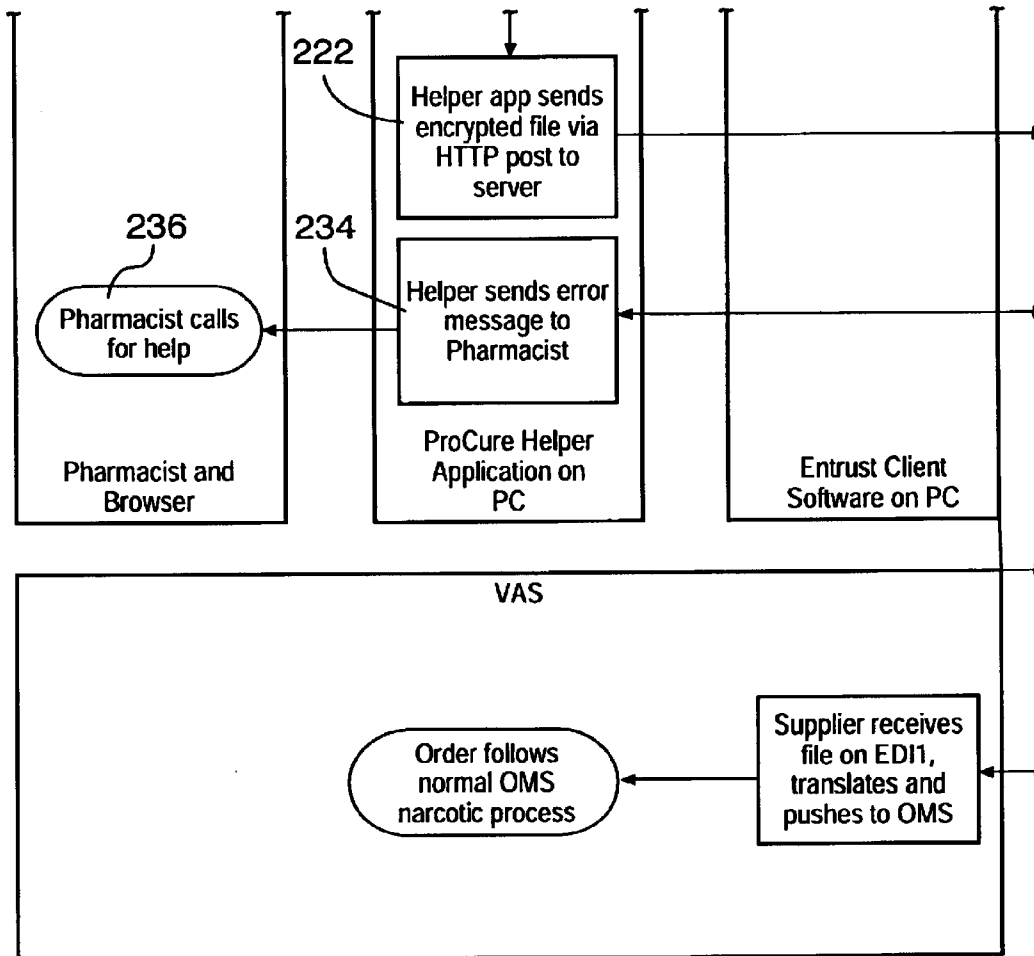 222
Helper app sends
encrypted file via
HTTP post to
server
236
234
Pharmacist calls
for help
Helper sends error
message to
Pharmacist
Pharmacist and
Browser
ProCure Helper
Application on
PC
Entrust Client
Software on PC
VAS
Order follows
normal OMS
narcotic process
Supplier receives
file on EDI1,
translates and
pushes to OMS